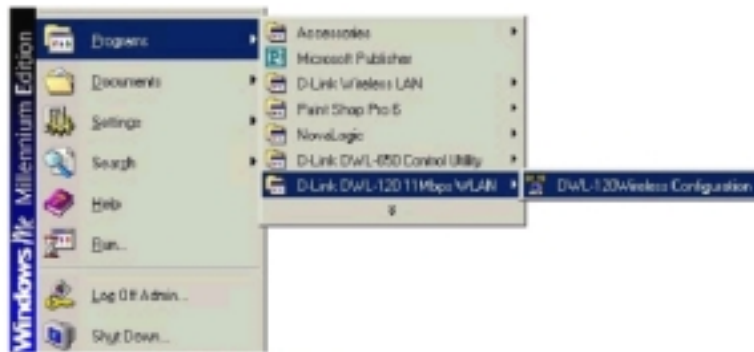 Windows Me Millennium Edition
Programs
Documents
Settings
Search
Help
Run...
Log Off Admin...
Shut Down...
Accessories
Microsoft Publisher
D-Link Wireless LAN
Paint Shop Pro 6
NovaLogic
D-Link DWL-650 Control Utility
D-Link DWL-120 11Mbps WLAN
DWL-120Wireless Configuration